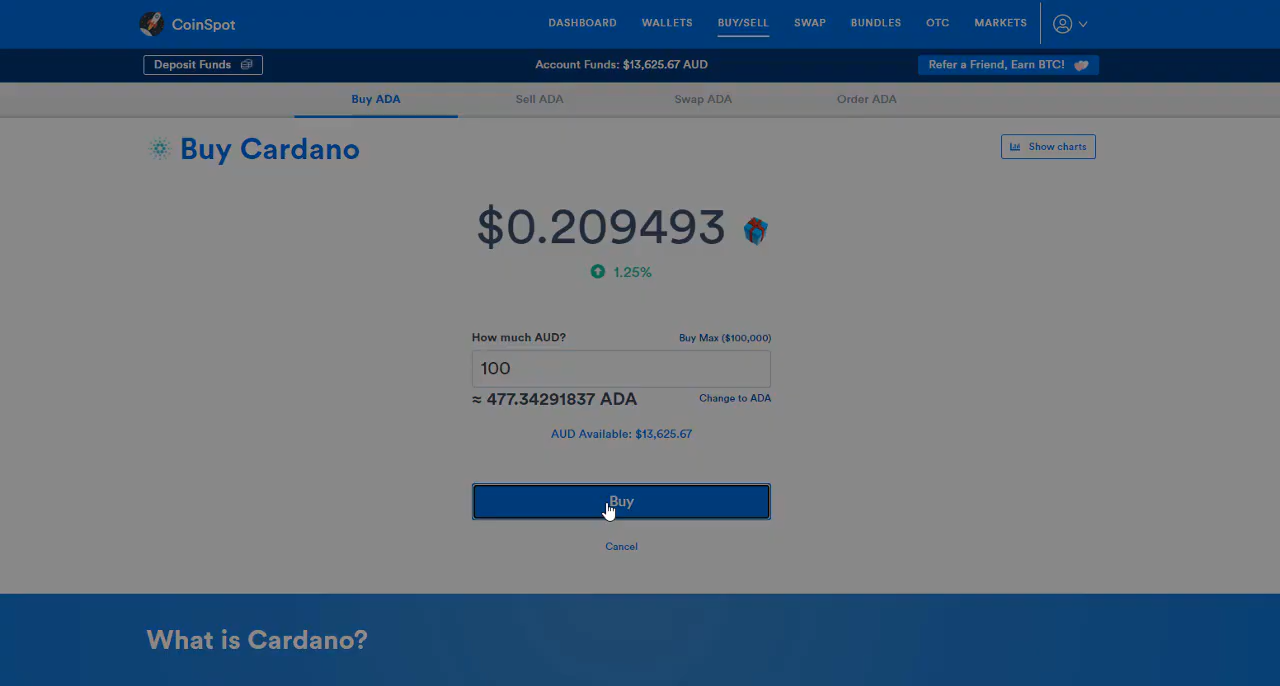 CoinSpot
DASHBOARD WALLETS BUY/SELL SWAP BUNDLES OTC MARKETS
Deposit Funds
Account Funds: $13,625.67 AUD
Refer a Friend, Earn BTC!
Buy ADA Sell ADA Swap ADA Order ADA
Buy Cardano
Show charts
$0.209493
1.25%
How much AUD? Buy Max ($100,000)
100
≈ 477.34291837 ADA Change to ADA
AUD Available: $13,625.67
Buy
Cancel
What is Cardano?